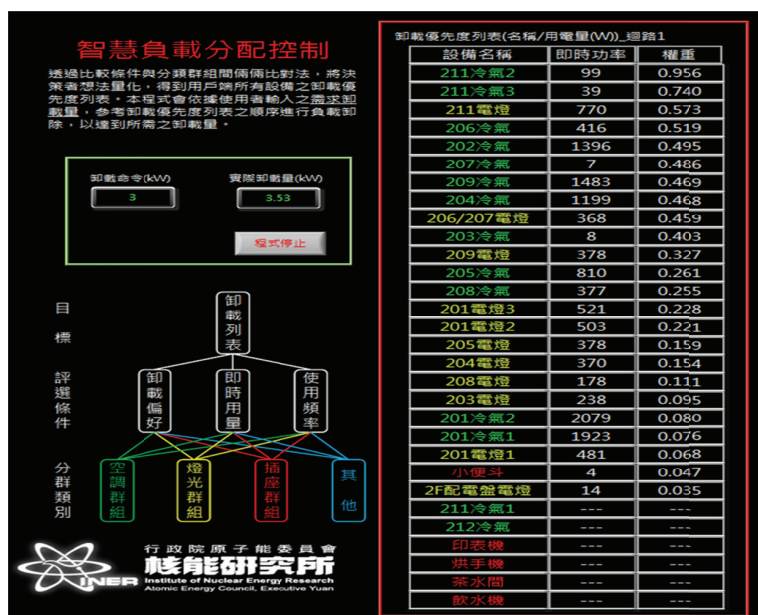 智慧負載分配控制
透過比較條件與分類群組間倆倆比對法，將決
策者想法量化，得到用戶端所有設備之卸載優
先度列表。本程式會依據使用者輸入之需求卸
載量，參考卸載優先度列表之順序進行負載卸
除，以達到所需之卸載量。
卸載命令(kW) 實際卸載量(kW)
3 3.53
程式停止
目標
卸載列表
評選條件
卸載偏好
即時用量
使用頻率
分群類別
空調群組
燈光群組
插座群組
其他
行政院原子能委員會
核能研究所
INER
Institute of Nuclear Energy Research
Atomic Energy Council, Executive Yuan
卸載優先度列表(名稱/用電量(W))_迴路1
設備名稱 即時功率 權重
211冷氣2 99 0.956
211冷氣3 39 0.740
211電燈 770 0.573
206冷氣 416 0.519
202冷氣 1396 0.495
207冷氣 7 0.486
209冷氣 1483 0.469
204冷氣 1199 0.468
206/207電燈 368 0.459
203冷氣 8 0.403
209電燈 378 0.327
205冷氣 810 0.261
208冷氣 377 0.255
201電燈3 521 0.228
201電燈2 503 0.221
205電燈 378 0.159
204電燈 370 0.154
208電燈 178 0.111
203電燈 238 0.095
201冷氣2 2079 0.080
201冷氣1 1923 0.076
201電燈1 481 0.068
小便斗 4 0.047
2F配電盤電燈 14 0.035
211冷氣1 --- ---
212冷氣 --- ---
印表機 --- ---
烘手機 --- ---
茶水間 --- ---
飲水機 --- ---